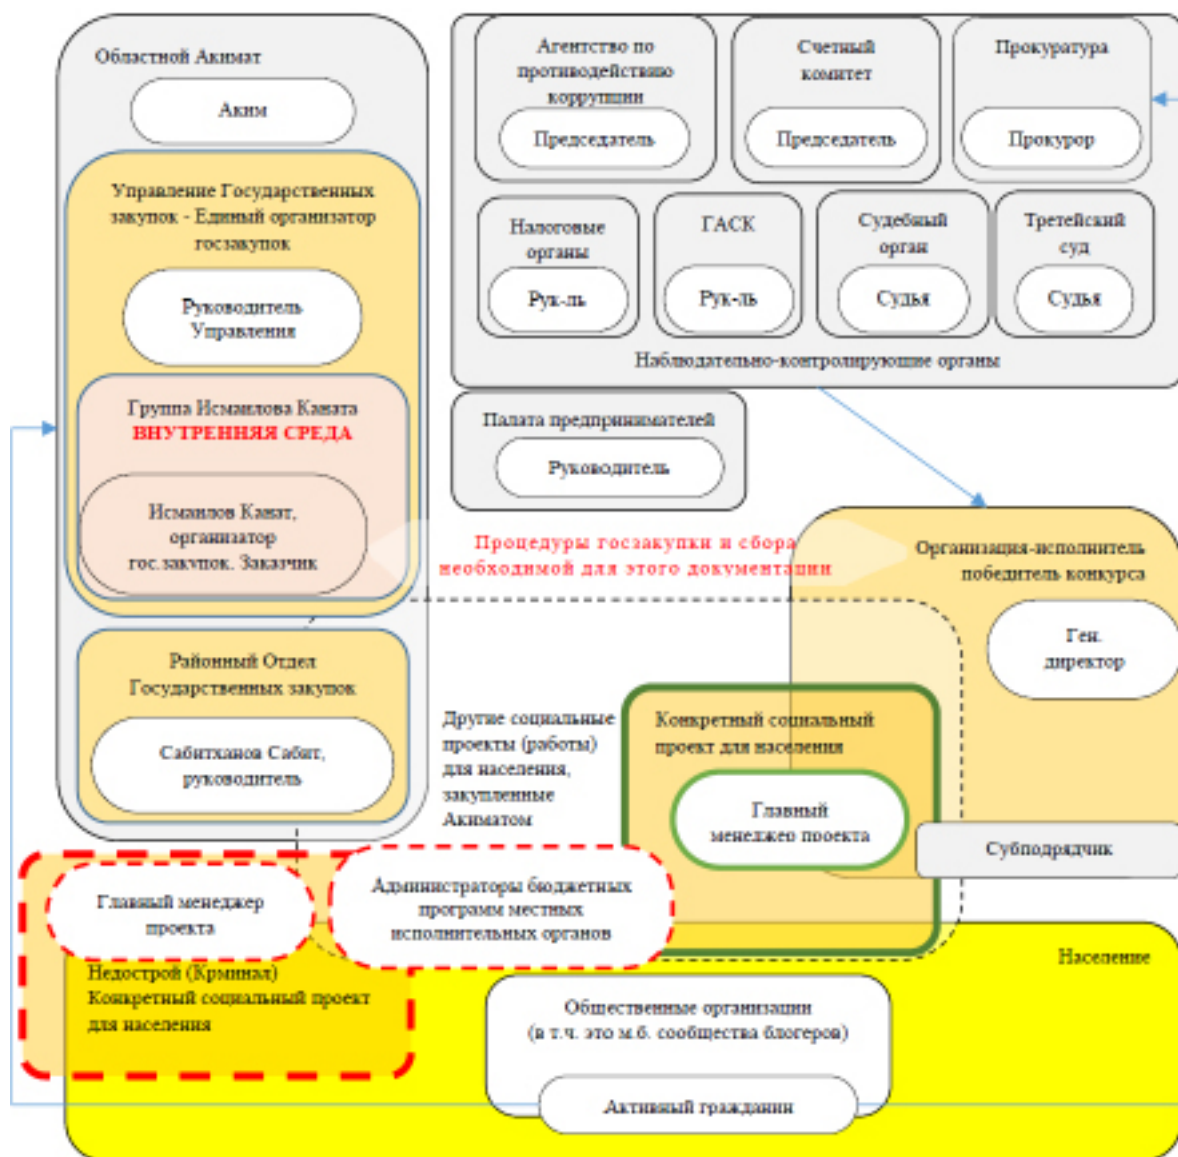 Областной Акимат
Аким
Управление Государственных
закупок - Единый организатор
госзакупок
Руководитель
Управления
Группа Исмаилова Каната
ВНУТРЕННЯЯ СРЕДА
Исмаилов Канат,
организатор
гос.закупок. Заказчик
Районный Отдел
Государственных закупок
Сабитханов Сабит,
руководитель
Агентство по
противодействию
коррупции
Председатель
Счетный
комитет
Председатель
Прокуратура
Прокурор
Налоговые
органы
Рук-ль
ГАСК
Рук-ль
Судебный
орган
Судья
Третейский
суд
Судья
Наблюдательно-контролирующие органы
Палата предпринимателей
Руководитель
Процедуры госзакупки и сбора
необходимой для этого документации
Организация-исполнитель
победитель конкурса
Ген.
директор
Другие социальные
проекты (работы)
для населения,
закупленные
Акиматом
Конкретный социальный
проект для населения
Главный
менеджер проекта
Субподрядчик
Главный менеджер
проекта
Администраторы бюджетных
программ местных
исполнительных органов
Недострой (Крминал)
Конкретный социальный проект
для населения
Население
Общественные организации
(в т.ч. это м.б. сообщества блогеров)
Активный гражданин